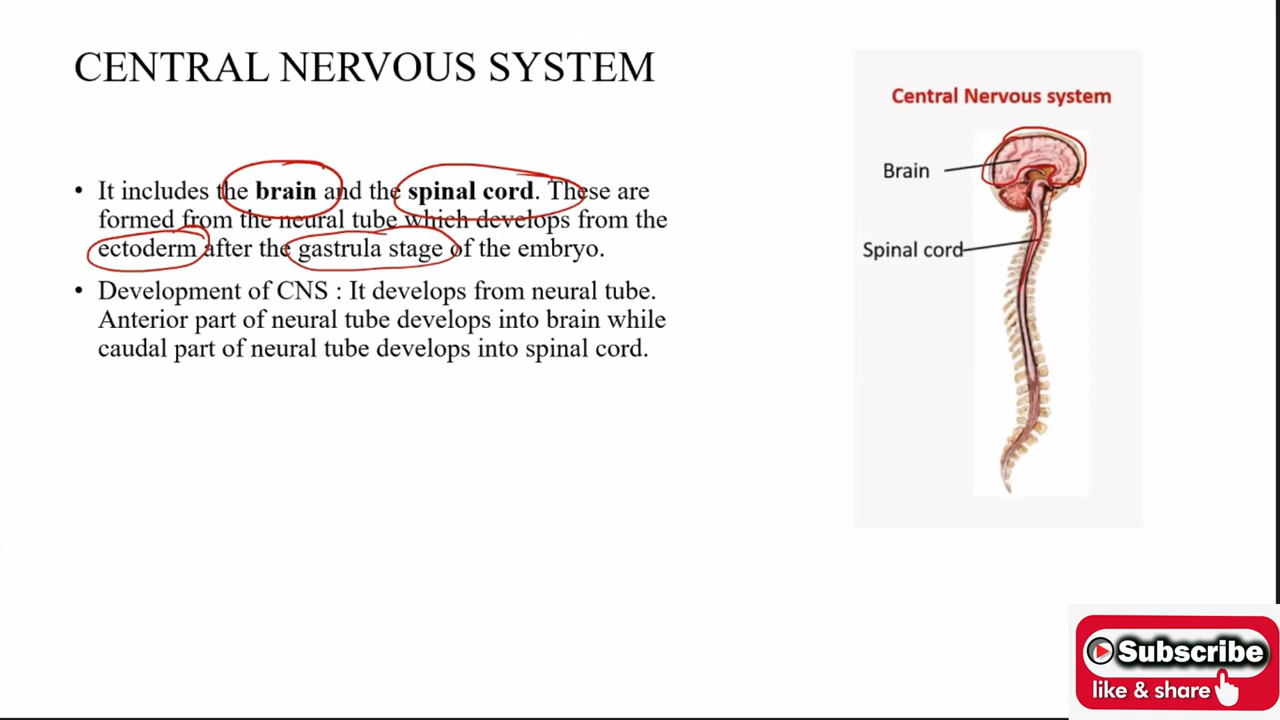 CENTRAL NERVOUS SYSTEM
• It includes the brain and the spinal cord. These are
formed from the neural tube which develops from the
ectoderm after the gastrula stage of the embryo.
• Development of CNS : It develops from neural tube.
Anterior part of neural tube develops into brain while
caudal part of neural tube develops into spinal cord.
Central Nervous system
Brain
Spinal cord
Subscribe
like & share